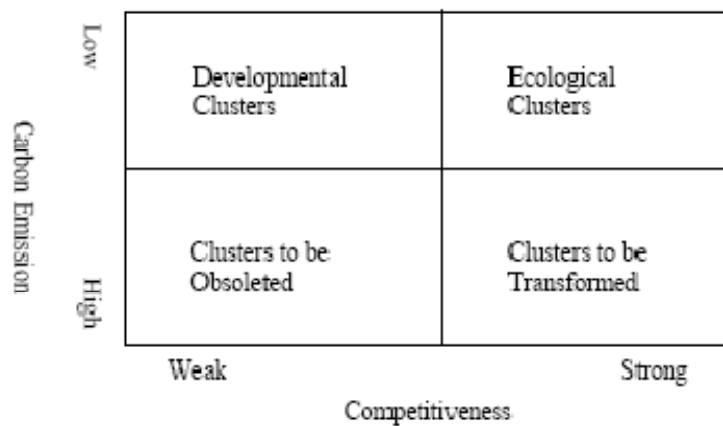 Low
Developmental
Clusters
Ecological
Clusters
Carbon Emission
Clusters to be
Obsoleted
Clusters to be
Transformed
High
Weak
Strong
Competitiveness